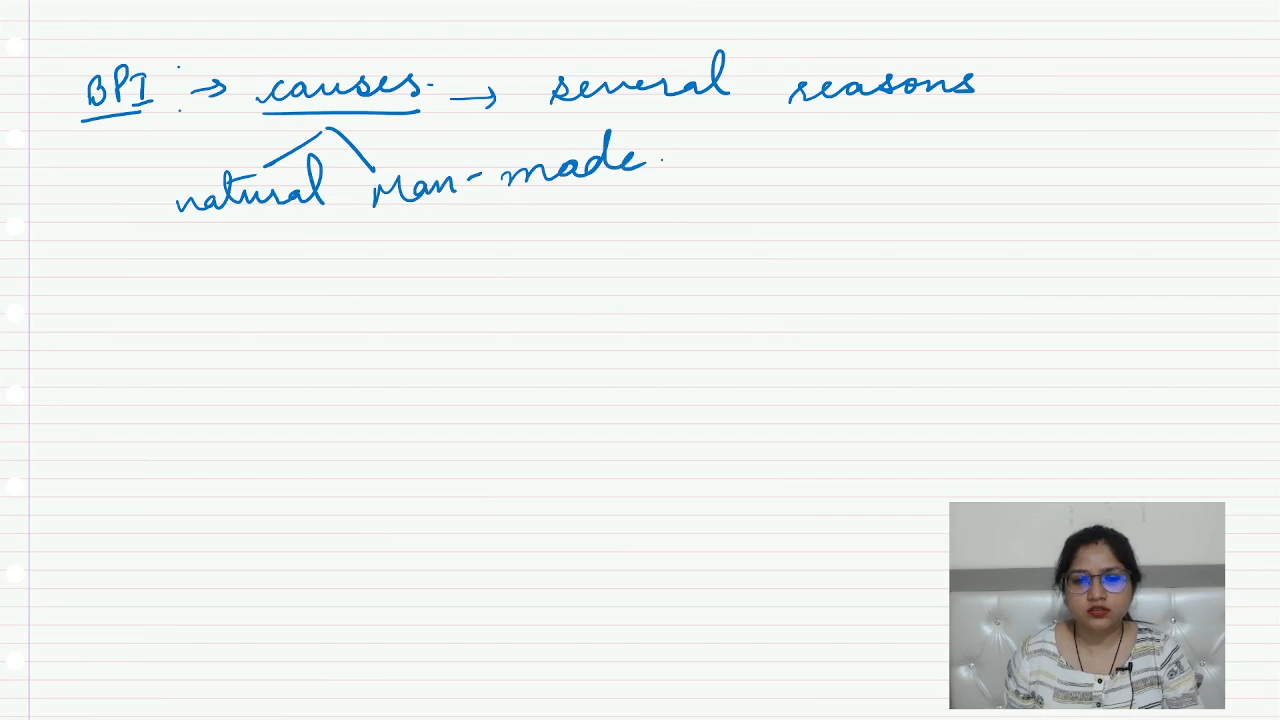 BPI : → causes. → several reasons
natural Man-made.